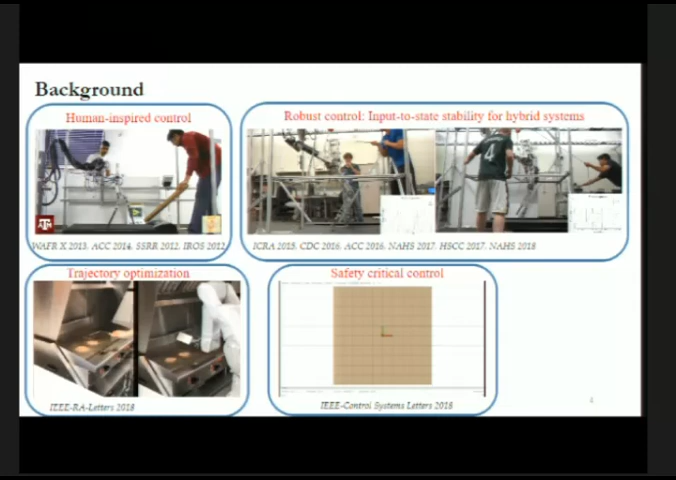 Background
Human-inspired control
Robust control: Input-to-state stability for hybrid systems
4
ATM
WAFR X 2013, ACC 2014, SSRR 2012, IROS 2012
ICRA 2015, CDC 2016, ACC 2016, NAHS 2017, HSCC 2017, NAHS 2018
Trajectory optimization
Safety critical control
IEEE-RA-Letters 2018
IEEE-Control Systems Letters 2018